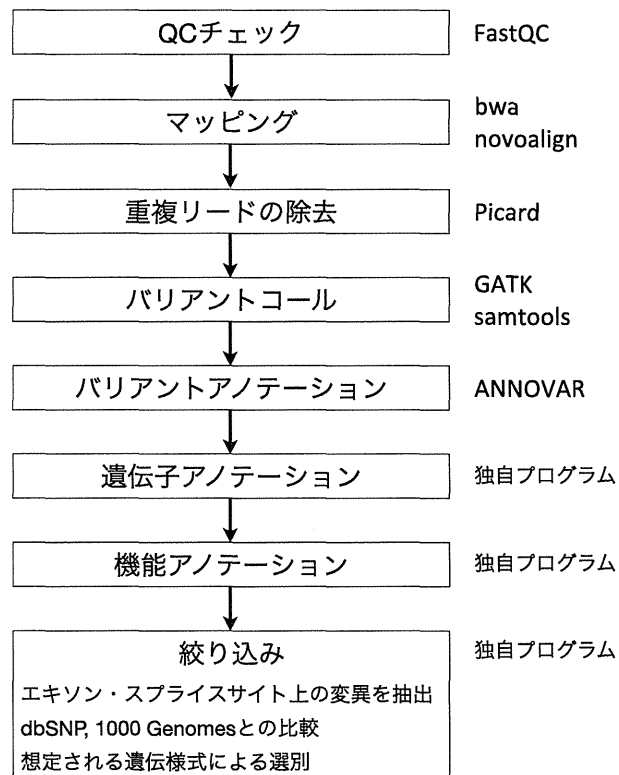 QCチェック
FastQC
マッピング
bwa
novoalign
重複リードの除去
Picard
バリアントコール
GATK
samtools
バリアントアノテーション
ANNOVAR
遺伝子アノテーション
独自プログラム
機能アノテーション
独自プログラム
絞り込み
独自プログラム
エキソン・スプライスサイト上の変異を抽出
dbSNP, 1000 Genomesとの比較
想定される遺伝様式による選別